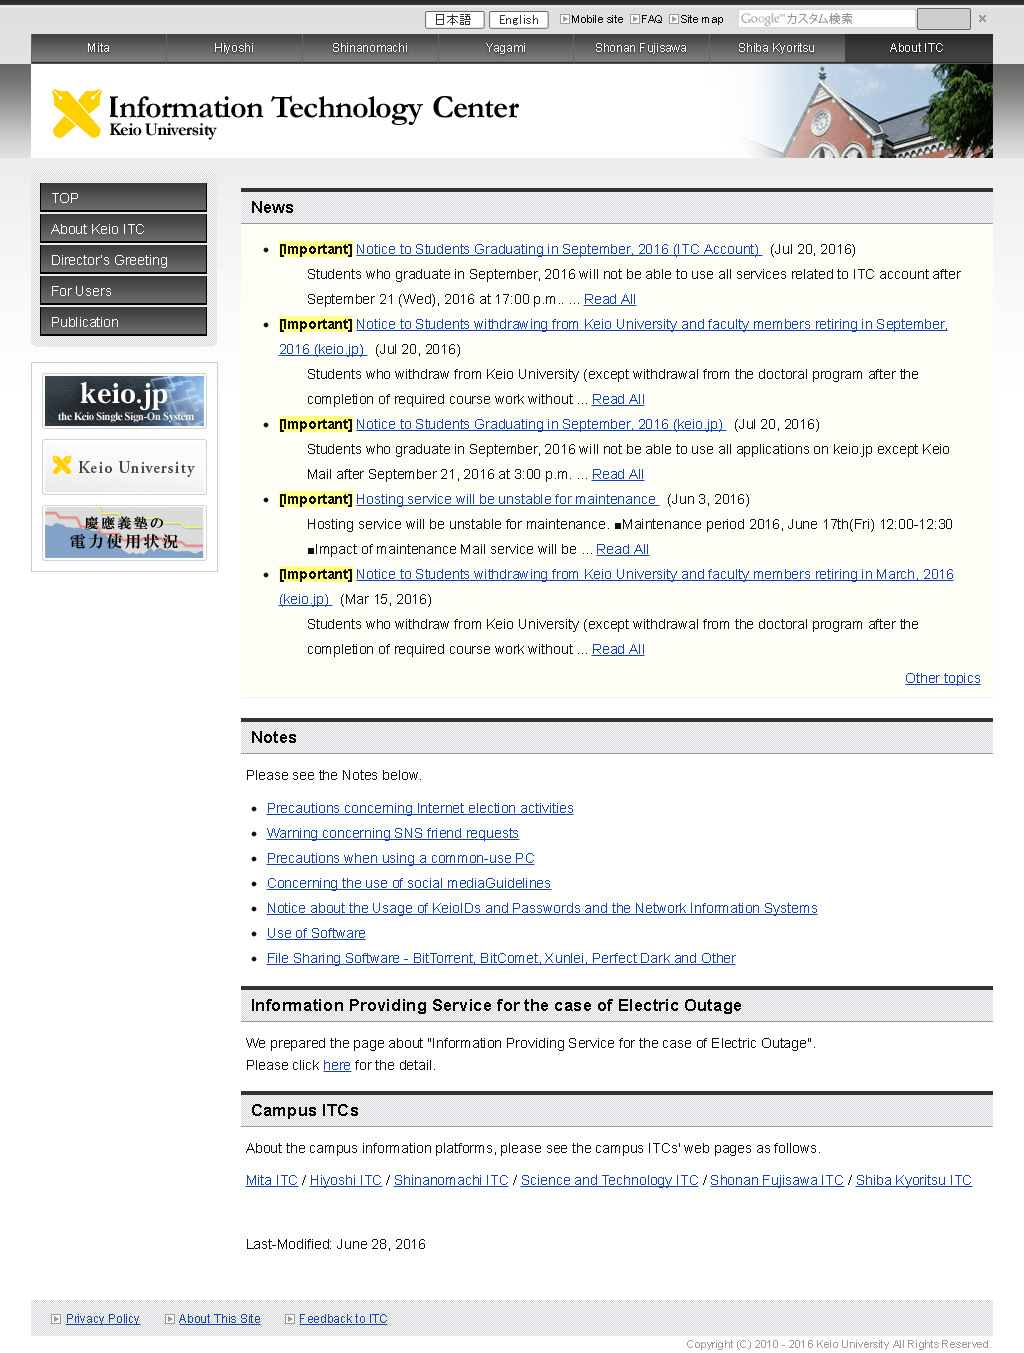 日本語 English Mobile site FAQ Site map Google™カスタム検索 ×
Mita Hiyoshi Shinanomachi Yagami Shonan Fujisawa Shiba Kyoritsu About ITC
Information Technology Center
Keio University
TOP
About Keio ITC
Director's Greeting
For Users
Publication
keio.jp
the Keio Single Sign-On System
Keio University
慶應義塾の
電力使用状況
News
[Important] Notice to Students Graduating in September, 2016 (ITC Account) (Jul 20, 2016)
Students who graduate in September, 2016 will not be able to use all services related to ITC account after
September 21 (Wed), 2016 at 17:00 p.m.. ... Read All
[Important] Notice to Students withdrawing from Keio University and faculty members retiring in September,
2016 (keio.jp) (Jul 20, 2016)
Students who withdraw from Keio University (except withdrawal from the doctoral program after the
completion of required course work without ... Read All
[Important] Notice to Students Graduating in September, 2016 (keio.jp) (Jul 20, 2016)
Students who graduate in September, 2016 will not be able to use all applications on keio.jp except Keio
Mail after September 21, 2016 at 3:00 p.m. ... Read All
[Important] Hosting service will be unstable for maintenance (Jun 3, 2016)
Hosting service will be unstable for maintenance. ■Maintenance period 2016, June 17th(Fri) 12:00-12:30
■Impact of maintenance Mail service will be ... Read All
[Important] Notice to Students withdrawing from Keio University and faculty members retiring in March, 2016
(keio.jp) (Mar 15, 2016)
Students who withdraw from Keio University (except withdrawal from the doctoral program after the
completion of required course work without ... Read All
Other topics
Notes
Please see the Notes below.
Precautions concerning Internet election activities
Warning concerning SNS friend requests
Precautions when using a common-use PC
Concerning the use of social mediaGuidelines
Notice about the Usage of KeioIDs and Passwords and the Network Information Systems
Use of Software
File Sharing Software - BitTorrent, BitComet, Xunlei, Perfect Dark and Other
Information Providing Service for the case of Electric Outage
We prepared the page about "Information Providing Service for the case of Electric Outage".
Please click here for the detail.
Campus ITCs
About the campus information platforms, please see the campus ITCs' web pages as follows.
Mita ITC / Hiyoshi ITC / Shinanomachi ITC / Science and Technology ITC / Shonan Fujisawa ITC / Shiba Kyoritsu ITC
Last-Modified: June 28, 2016
Privacy Policy About This Site Feedback to ITC
Copyright (C) 2010 - 2016 Keio University All Rights Reserved.